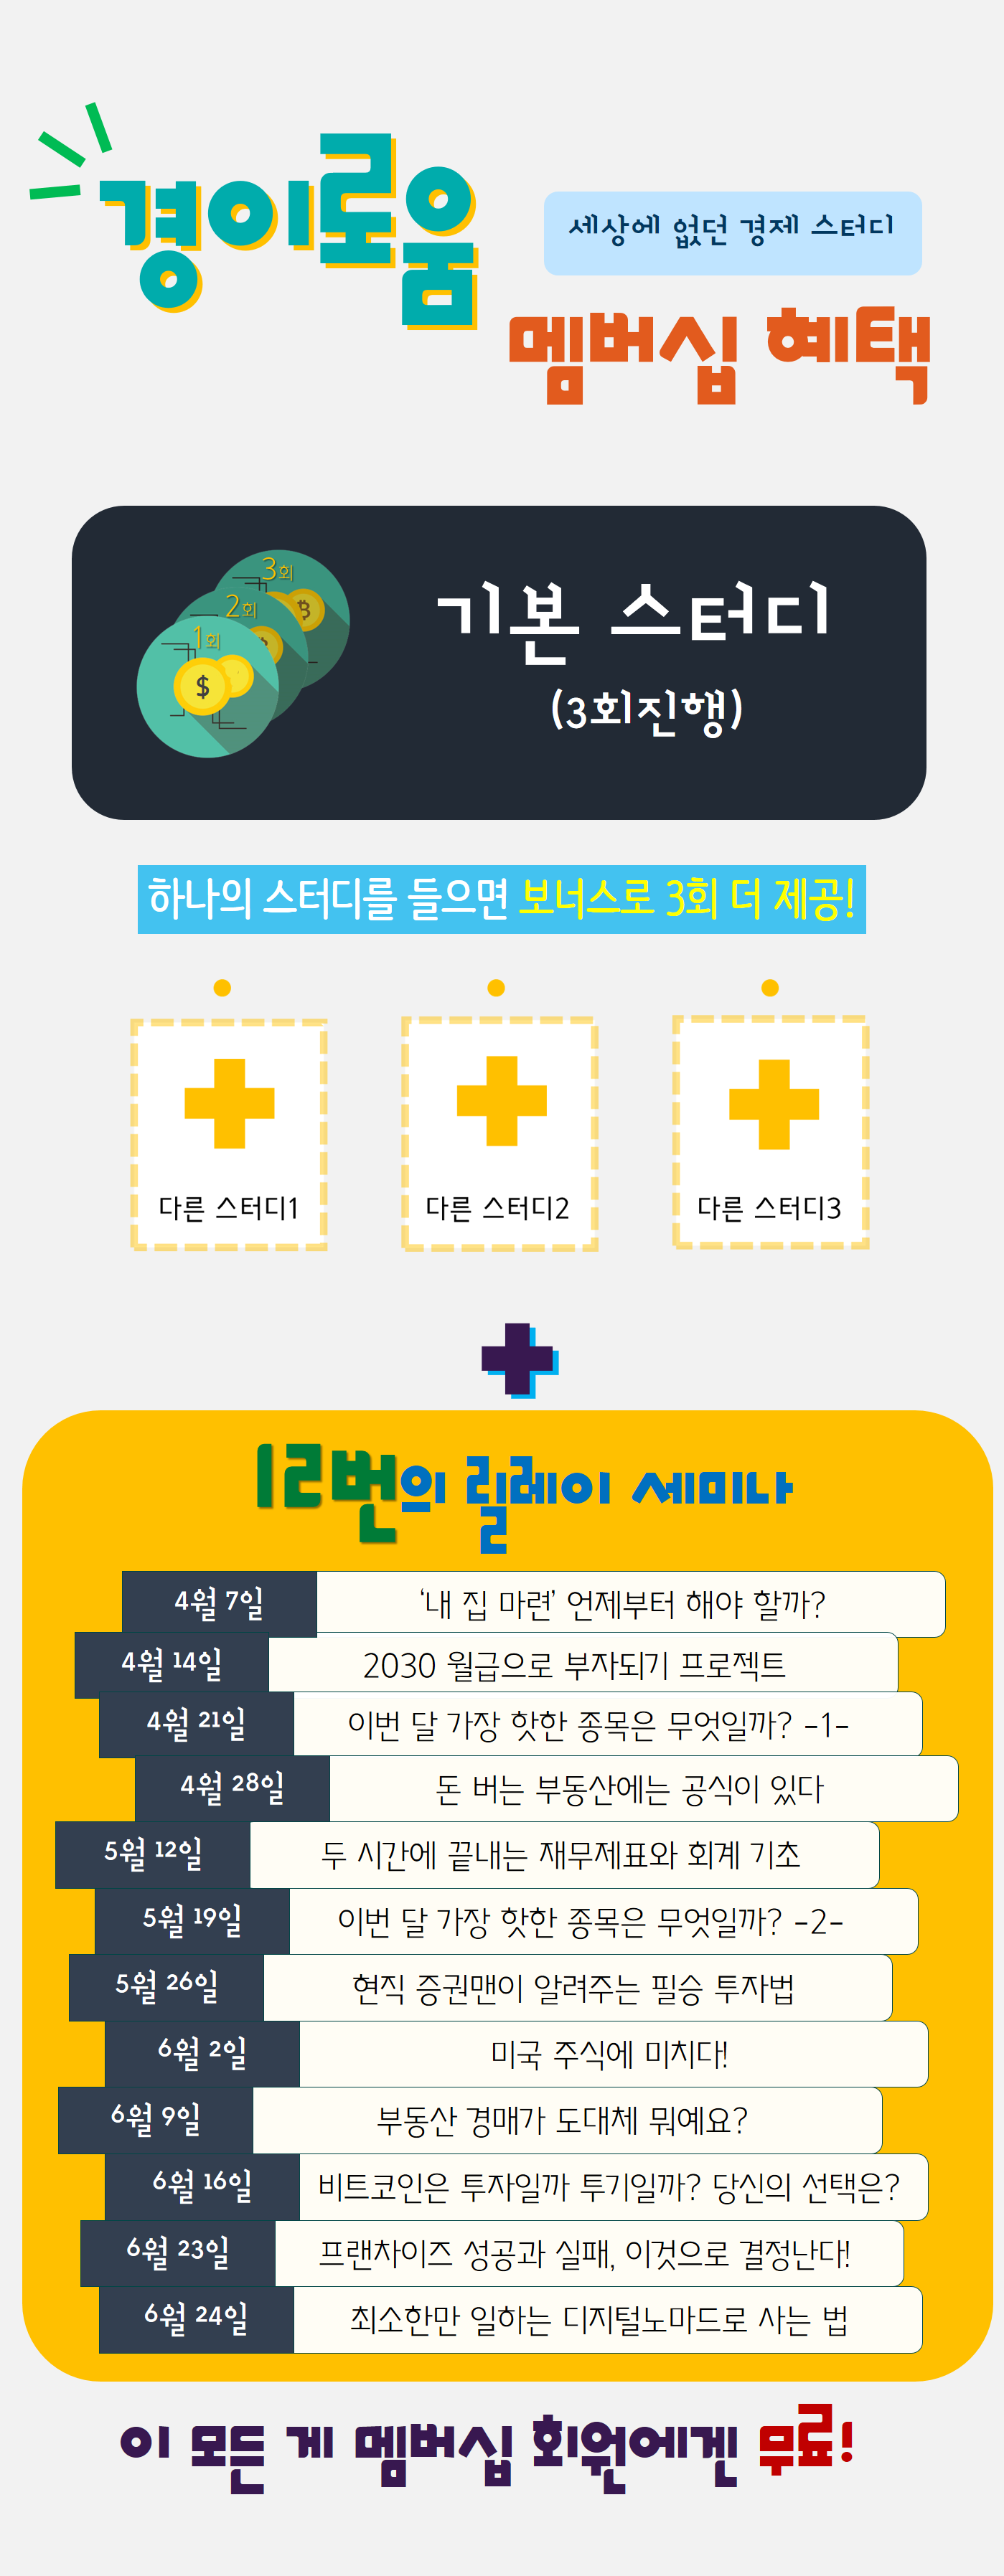 경이로움
세상에 없던 경제 스터디
멤버십 혜택
3회
2회
1회
$
기본 스터디
(3회진행)
하나의 스터디를 들으면 보너스로 3회 더 제공!
다른 스터디1
다른 스터디2
다른 스터디3
12번의 릴레이 세미나
4월 7일 ‘내 집 마련’ 언제부터 해야 할까?
4월 14일 2030 월급으로 부자되기 프로젝트
4월 21일 이번 달 가장 핫한 종목은 무엇일까? -1-
4월 28일 돈 버는 부동산에는 공식이 있다
5월 12일 두 시간에 끝내는 재무제표와 회계 기초
5월 19일 이번 달 가장 핫한 종목은 무엇일까? -2-
5월 26일 현직 증권맨이 알려주는 필승 투자법
6월 2일 미국 주식에 미치다!
6월 9일 부동산 경매가 도대체 뭐예요?
6월 16일 비트코인은 투자일까 투기일까? 당신의 선택은?
6월 23일 프랜차이즈 성공과 실패, 이것으로 결정난다!
6월 24일 최소한만 일하는 디지털노마드로 사는 법
이 모든 게 멤버십 회원에겐 무료!